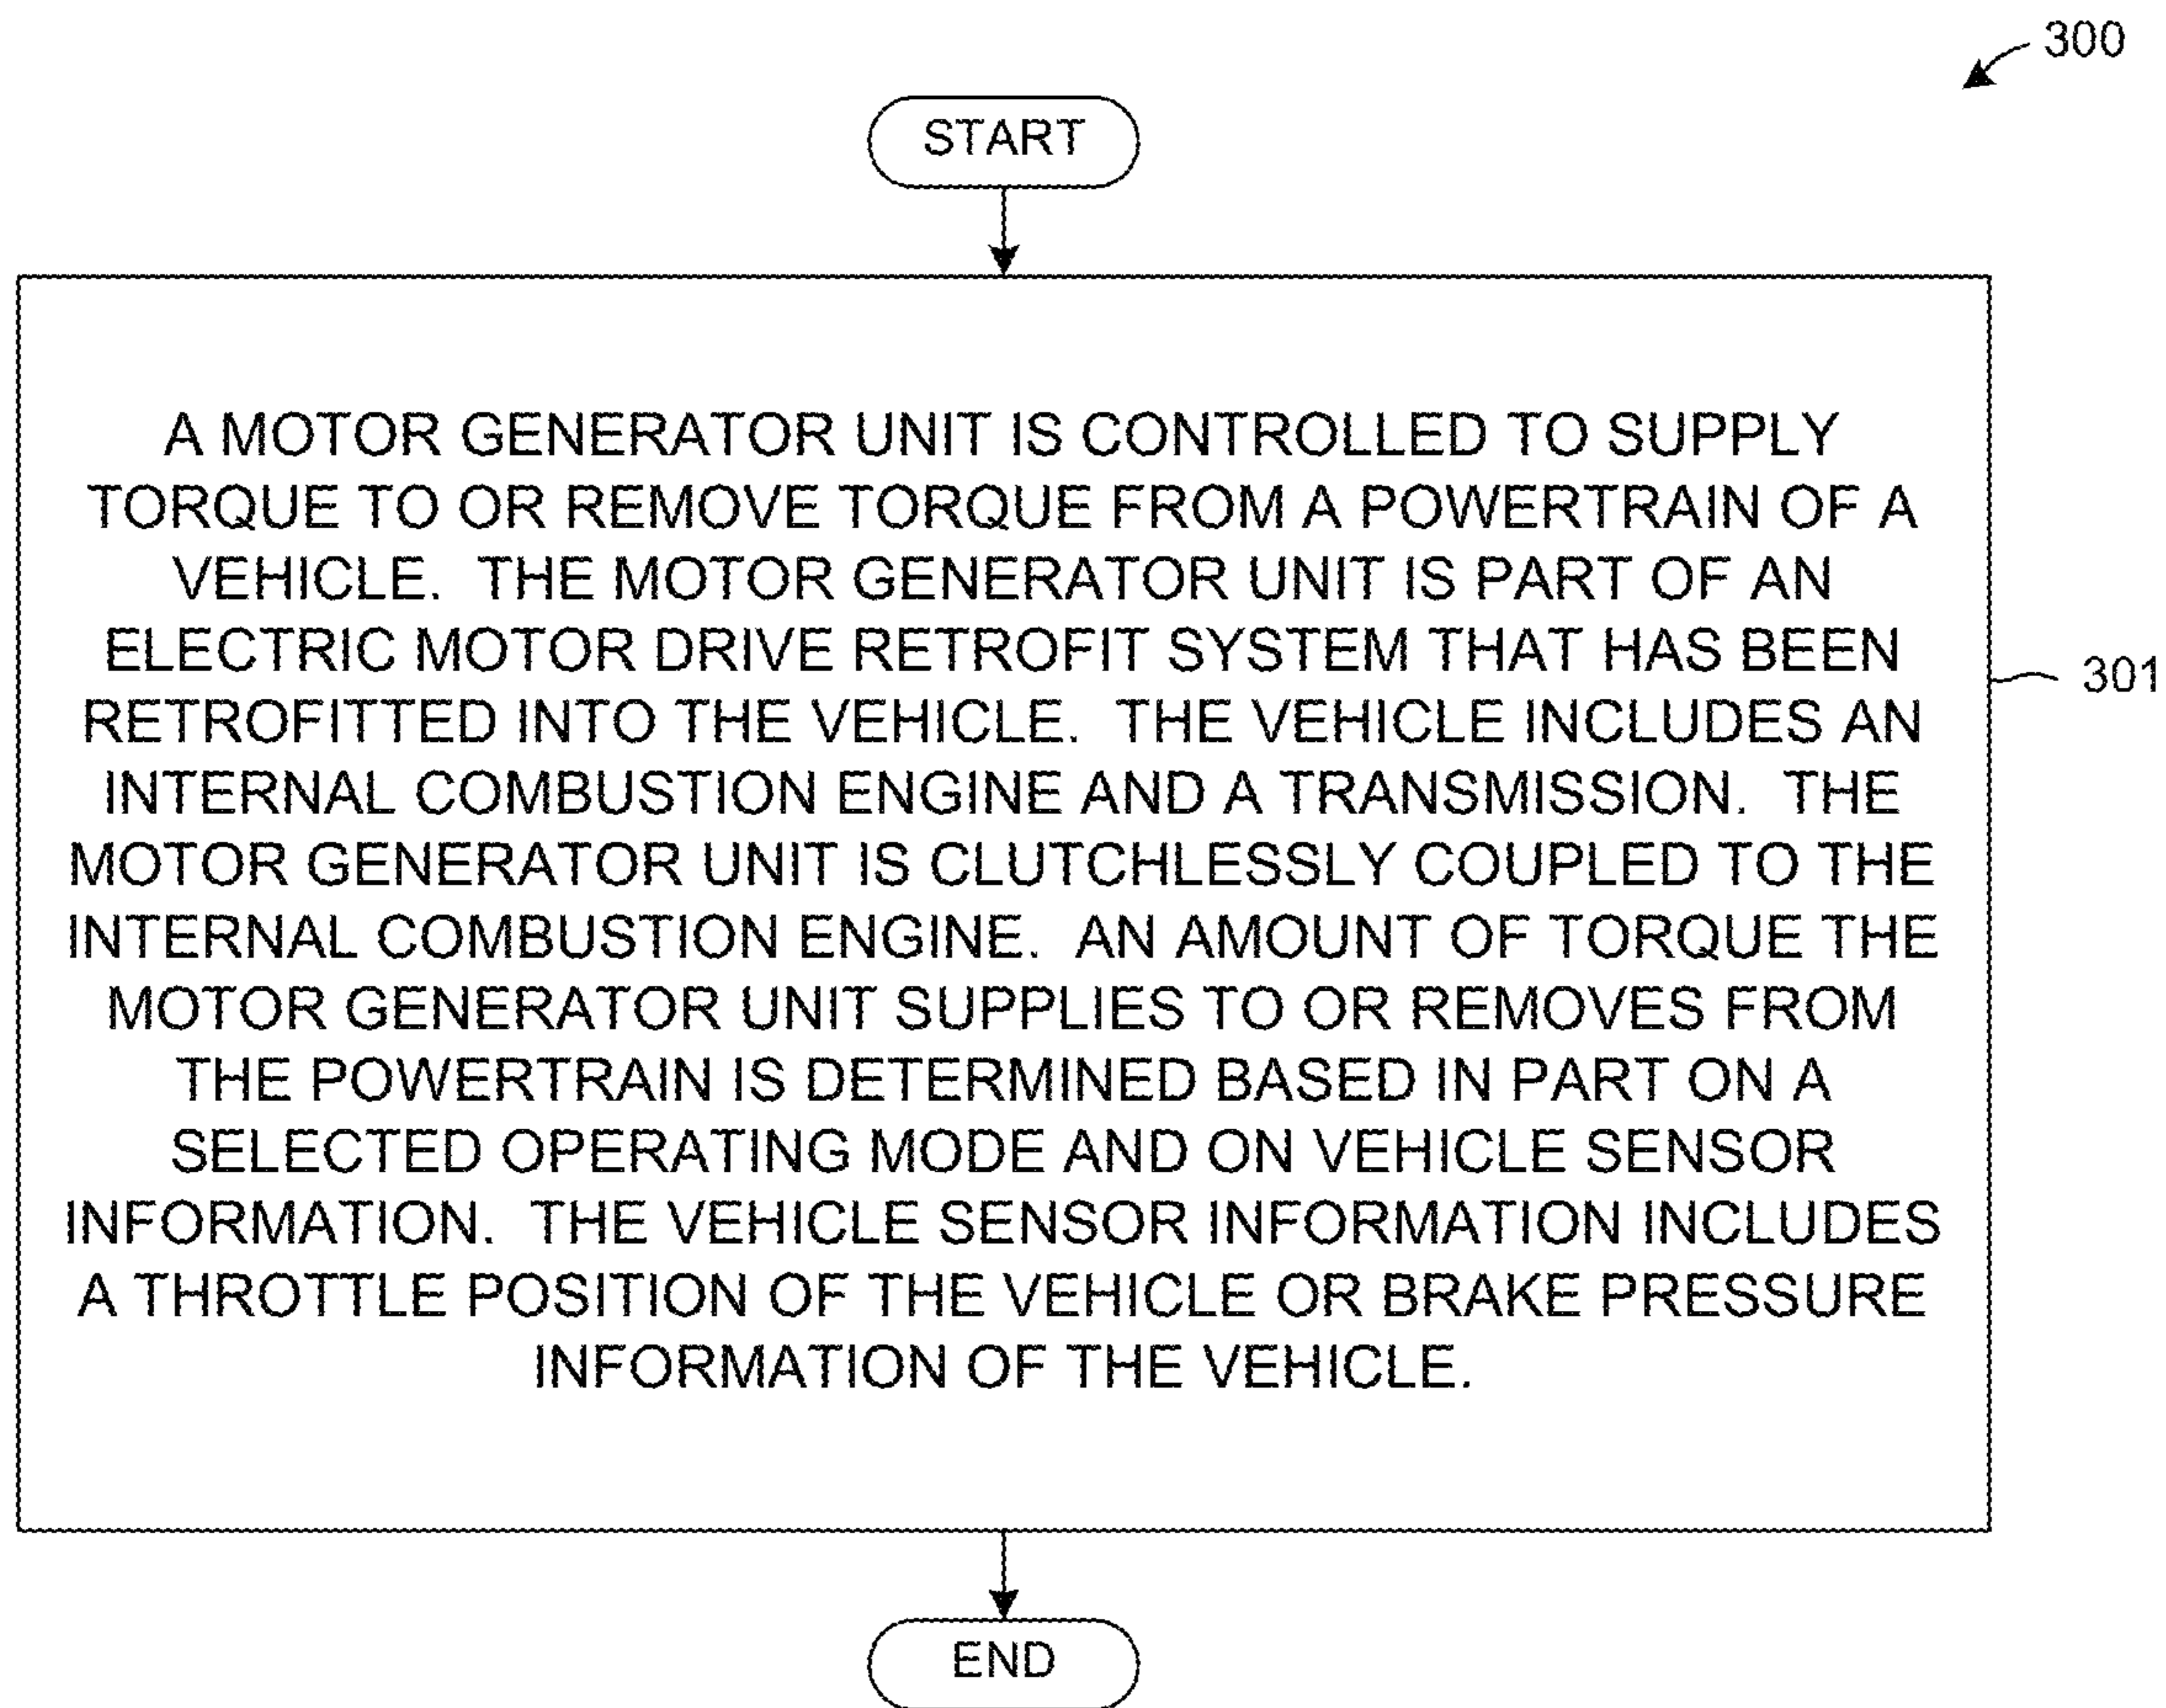 300
START
A MOTOR GENERATOR UNIT IS CONTROLLED TO SUPPLY
TORQUE TO OR REMOVE TORQUE FROM A POWERTRAIN OF A
VEHICLE.  THE MOTOR GENERATOR UNIT IS PART OF AN
ELECTRIC MOTOR DRIVE RETROFIT SYSTEM THAT HAS BEEN
RETROFITTED INTO THE VEHICLE.  THE VEHICLE INCLUDES AN
INTERNAL COMBUSTION ENGINE AND A TRANSMISSION.  THE
MOTOR GENERATOR UNIT IS CLUTCHLESSLY COUPLED TO THE
INTERNAL COMBUSTION ENGINE.  AN AMOUNT OF TORQUE THE
MOTOR GENERATOR UNIT SUPPLIES TO OR REMOVES FROM
THE POWERTRAIN IS DETERMINED BASED IN PART ON A
SELECTED OPERATING MODE AND ON VEHICLE SENSOR
INFORMATION.  THE VEHICLE SENSOR INFORMATION INCLUDES
A THROTTLE POSITION OF THE VEHICLE OR BRAKE PRESSURE
INFORMATION OF THE VEHICLE.
301
END